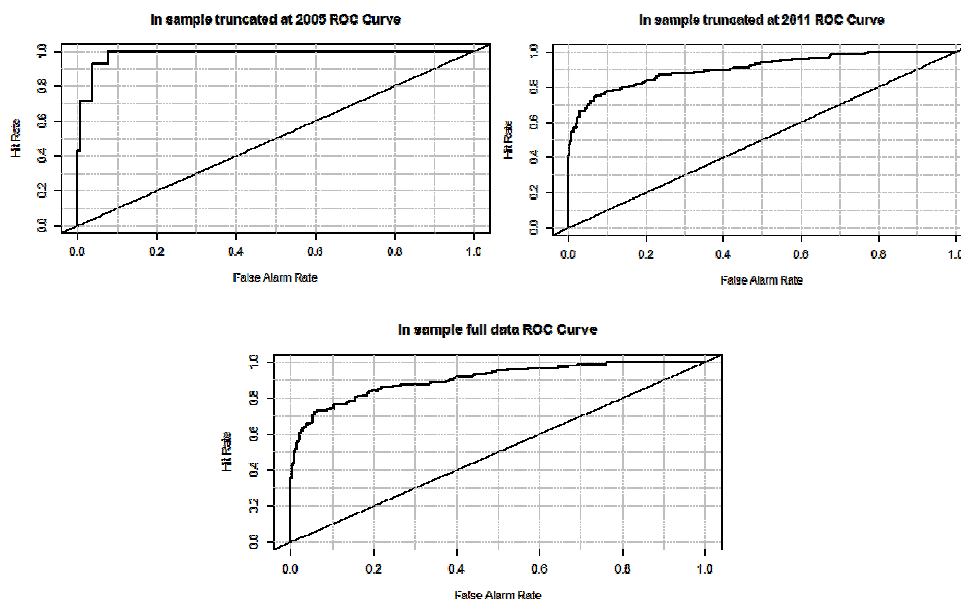 In sample truncated at 2005 ROC Curve
Hit Rate
1.0
0.8
0.6
0.4
0.2
0.0
0.0 0.2 0.4 0.6 0.8 1.0
False Alarm Rate
In sample truncated at 2011 ROC Curve
Hit Rate
1.0
0.8
0.6
0.4
0.2
0.0
0.0 0.2 0.4 0.6 0.8 1.0
False Alarm Rate
In sample full data ROC Curve
Hit Rate
1.0
0.8
0.6
0.4
0.2
0.0
0.0 0.2 0.4 0.6 0.8 1.0
False Alarm Rate